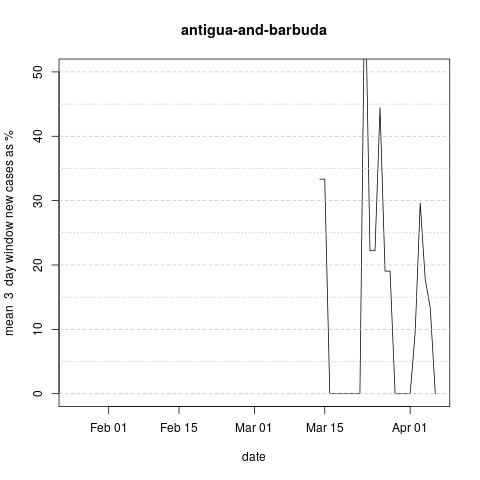 antigua-and-barbuda
mean 3 day window new cases as %
50
40
30
20
10
0
Feb 01 Feb 15 Mar 01 Mar 15 Apr 01
date